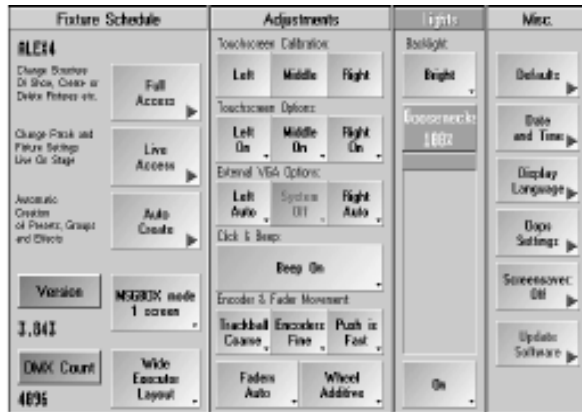 Fixture Schedule
ALEX4
Change Structure
Of Show, Create or
Delete Fixtures etc.
Full
Access
Change Patch and
Fixture Settings
Live On Stage
Live
Access
Automatic
Creation
of Presets, Groups
and Effects
Auto
Create
Version
3.843
MSGBOX mode
1 screen
DMX Count
4096
Wide
Executor
Layout
Adjustments
Touchscreen Calibration:
Left Middle Right
Touchscreen Options:
Left
On
Middle
On
Right
On
External VGA Options:
Left
Auto
System
Off
Right
Auto
Click & Beep:
Beep On
Encoder & Fader Movement
Trackball
Coarse
Encoders
Fine
Push is
Fast
Faders
Auto
Wheel
Additive
Lights
Backlight:
Bright
Goosenecks
100%
On
Misc.
Defaults
Date
and Time
Display
Language
Oops
Settings
Screensaver:
Off
Update
Software